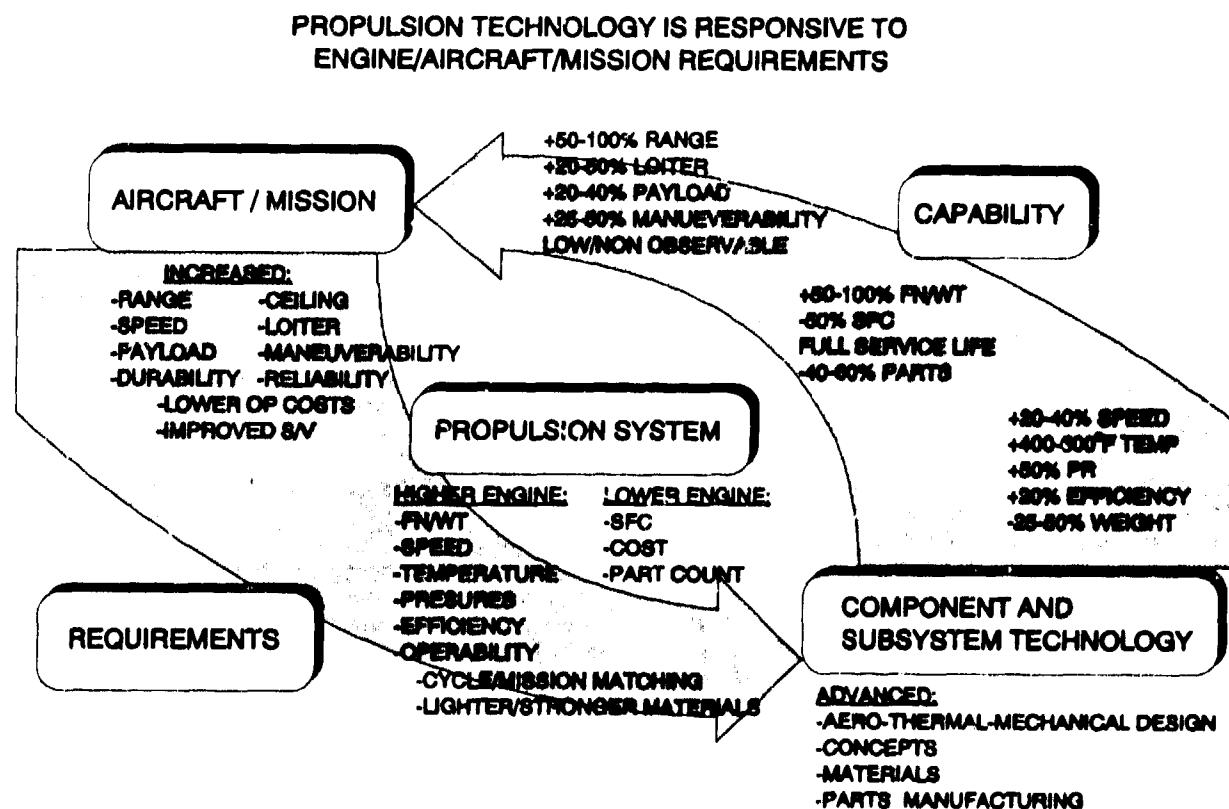 PROPULSION TECHNOLOGY IS RESPONSIVE TO
ENGINE/AIRCRAFT/MISSION REQUIREMENTS
AIRCRAFT / MISSION
INCREASED:
-RANGE -CEILING
-SPEED -LOITER
-PAYLOAD -MANEUVERABILITY
-DURABILITY -RELIABILITY
-LOWER OP COSTS
-IMPROVED S/V
+50-100% RANGE
LOITER
+20-40% PAYLOAD
+25-50% MANUEVERABILITY
LOW/NON OBSERVABLE
CAPABILITY
+50-100% FN/WT
-50% SFC
FULL SERVICE LIFE
-40-60% PARTS
+20-40% SPEED
TEMP
+50% PR
+20% EFFICIENCY
-25-50% WEIGHT
PROPULSION SYSTEM
HIGHER ENGINE:
-FN/WT
-SPEED
-TEMPERATURE
-PRESURES
-EFFICIENCY
-OPERABILITY
-CYCLE/MISSION MATCHING
-LIGHTER/STRONGER MATERIALS
LOWER ENGINE:
-SFC
-COST
-PART COUNT
REQUIREMENTS
COMPONENT AND
SUBSYSTEM TECHNOLOGY
ADVANCED:
-AERO-THERMAL-MECHANICAL DESIGN
-CONCEPTS
-MATERIALS
-PARTS MANUFACTURING